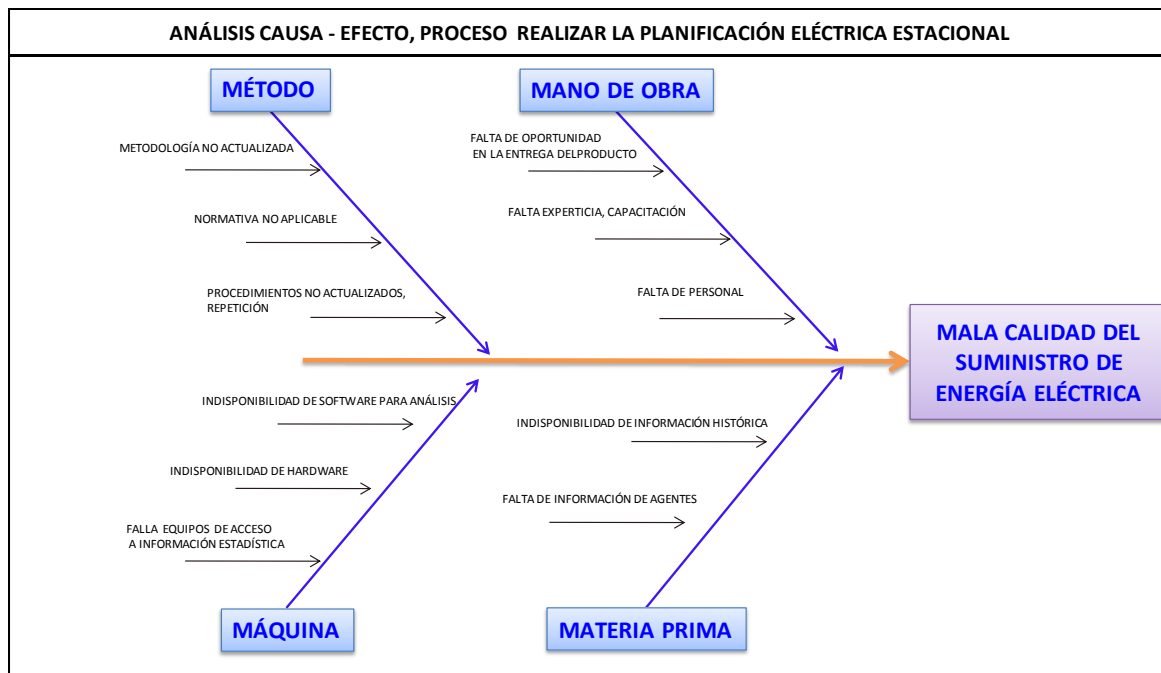 ANÁLISIS CAUSA - EFECTO, PROCESO REALIZAR LA PLANIFICACIÓN ELÉCTRICA ESTACIONAL
MÉTODO
METODOLOGÍA NO ACTUALIZADA
NORMATIVA NO APLICABLE
PROCEDIMIENTOS NO ACTUALIZADOS,
REPETICIÓN
MANO DE OBRA
FALTA DE OPORTUNIDAD
EN LA ENTREGA DELPRODUCTO
FALTA EXPERTICIA, CAPACITACIÓN
FALTA DE PERSONAL
MALA CALIDAD DEL
SUMINISTRO DE
ENERGÍA ELÉCTRICA
INDISPONIBILIDAD DE SOFTWARE PARA ANÁLISIS
INDISPONIBILIDAD DE HARDWARE
FALLA EQUIPOS DE ACCESO
A INFORMACIÓN ESTADÍSTICA
MÁQUINA
INDISPONIBILIDAD DE INFORMACIÓN HISTÓRICA
FALTA DE INFORMACIÓN DE AGENTES
MATERIA PRIMA